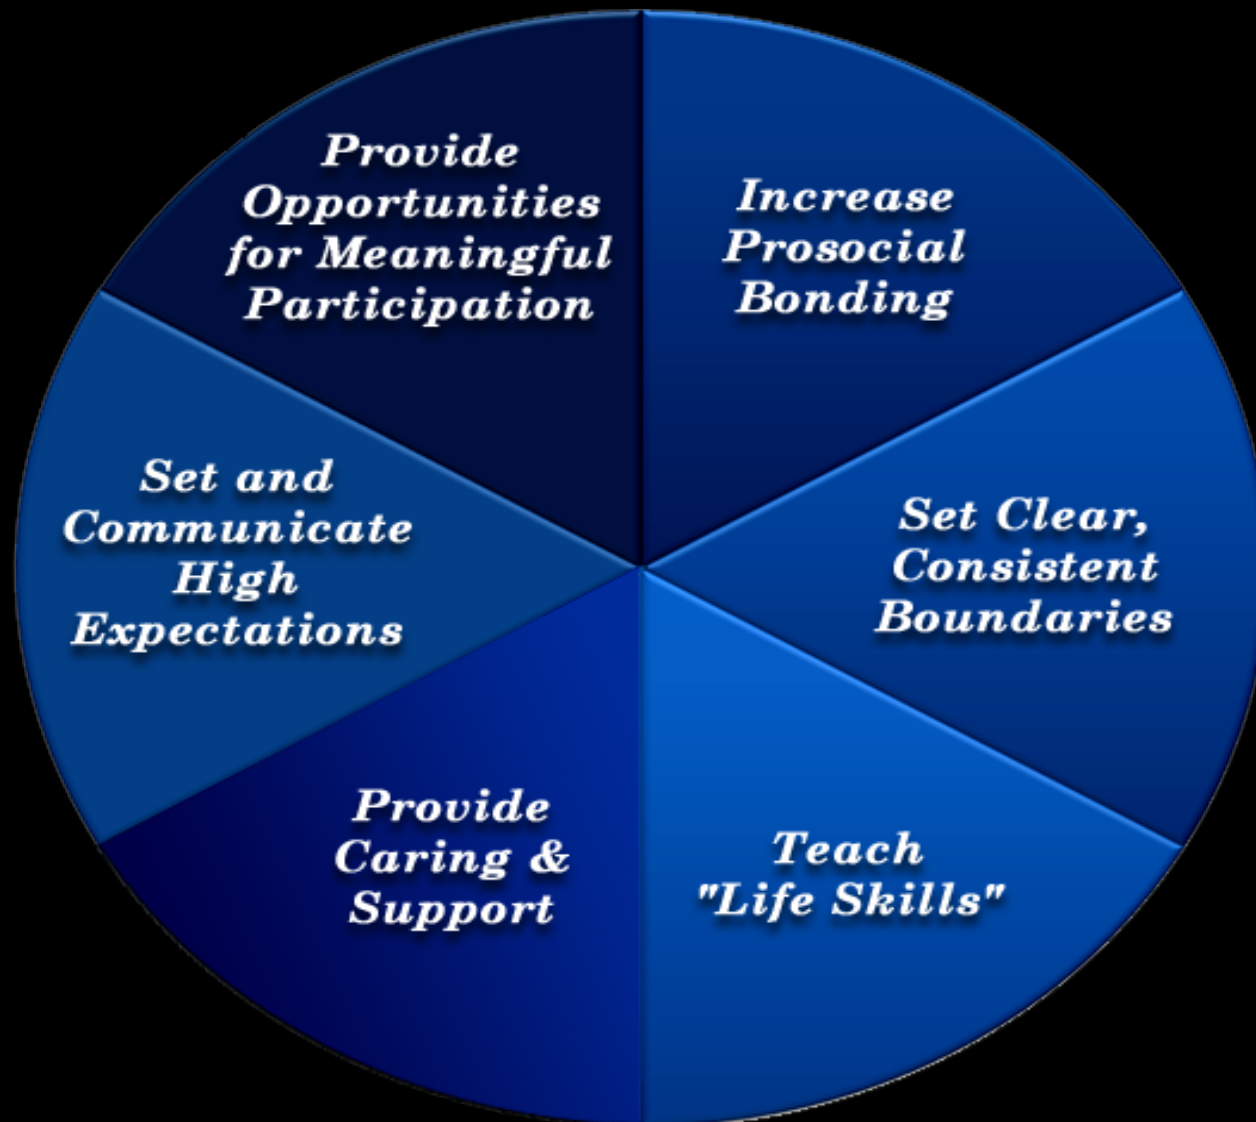 Provide
Opportunities
for Meaningful
Participation
Increase
Prosocial
Bonding
Set Clear,
Consistent
Boundaries
Teach
"Life Skills"
Provide
Caring &
Support
Set and
Communicate
High
Expectations